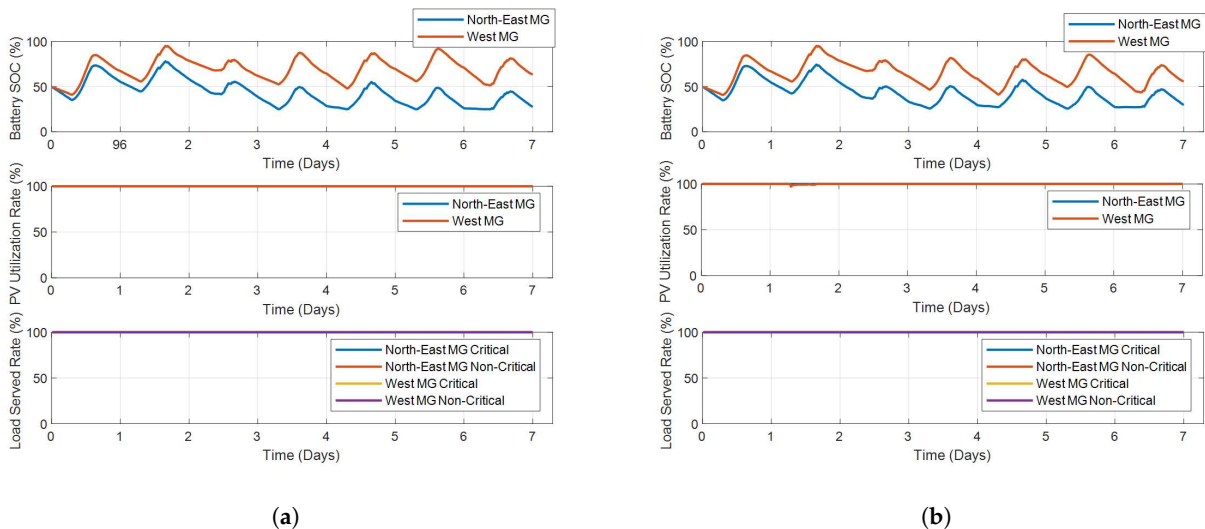 North-East MG
West MG
Battery SOC (%)
100
50
0
0 96 2 3 4 5 6 7
Time (Days)
PV Utilization Rate (%)
100
50
0
North-East MG
West MG
0 1 2 3 4 5 6 7
Time (Days)
Load Served Rate (%)
100
50
0
North-East MG Critical
North-East MG Non-Critical
West MG Critical
West MG Non-Critical
0 1 2 3 4 5 6 7
Time (Days)
(a)
North-East MG
West MG
Battery SOC (%)
100
50
0
0 1 2 3 4 5 6 7
Time (Days)
PV Utilization Rate (%)
100
50
0
North-East MG
West MG
0 1 2 3 4 5 6 7
Time (Days)
Load Served Rate (%)
100
50
0
North-East MG Critical
North-East MG Non-Critical
West MG Critical
West MG Non-Critical
0 1 2 3 4 5 6 7
Time (Days)
(b)